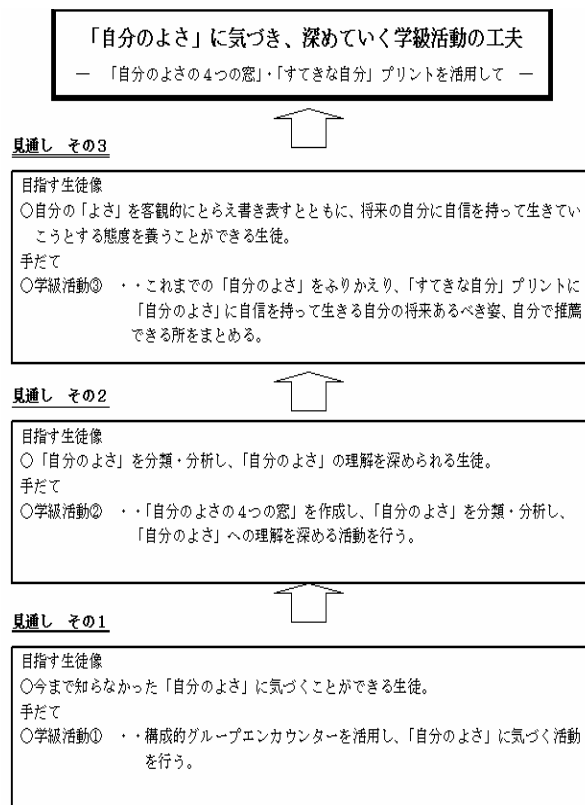 「自分のよさ」に気づき、深めていく学級活動の工夫
― 「自分のよさの４つの窓」・「すてきな自分」プリントを活用して ―
見通し その３
目指す生徒像
○自分の「よさ」を客観的にとらえ書き表すとともに、将来の自分に自信を持って生きてい
こうとする態度を養うことができる生徒。
手だて
○学級活動③ ・・これまでの「自分のよさ」をふりかえり、「すてきな自分」プリントに
「自分のよさ」に自信を持って生きる自分の将来あるべき姿、自分で推薦
できる所をまとめる。
見通し その２
目指す生徒像
○「自分のよさ」を分類・分析し、「自分のよさ」の理解を深められる生徒。
手だて
○学級活動② ・・「自分のよさの４つの窓」を作成し、「自分のよさ」を分類・分析し、
「自分のよさ」への理解を深める活動を行う。
見通し その１
目指す生徒像
○今まで知らなかった「自分のよさ」に気づくことができる生徒。
手だて
○学級活動① ・・構成的グループエンカウンターを活用し、「自分のよさ」に気づく活動
を行う。